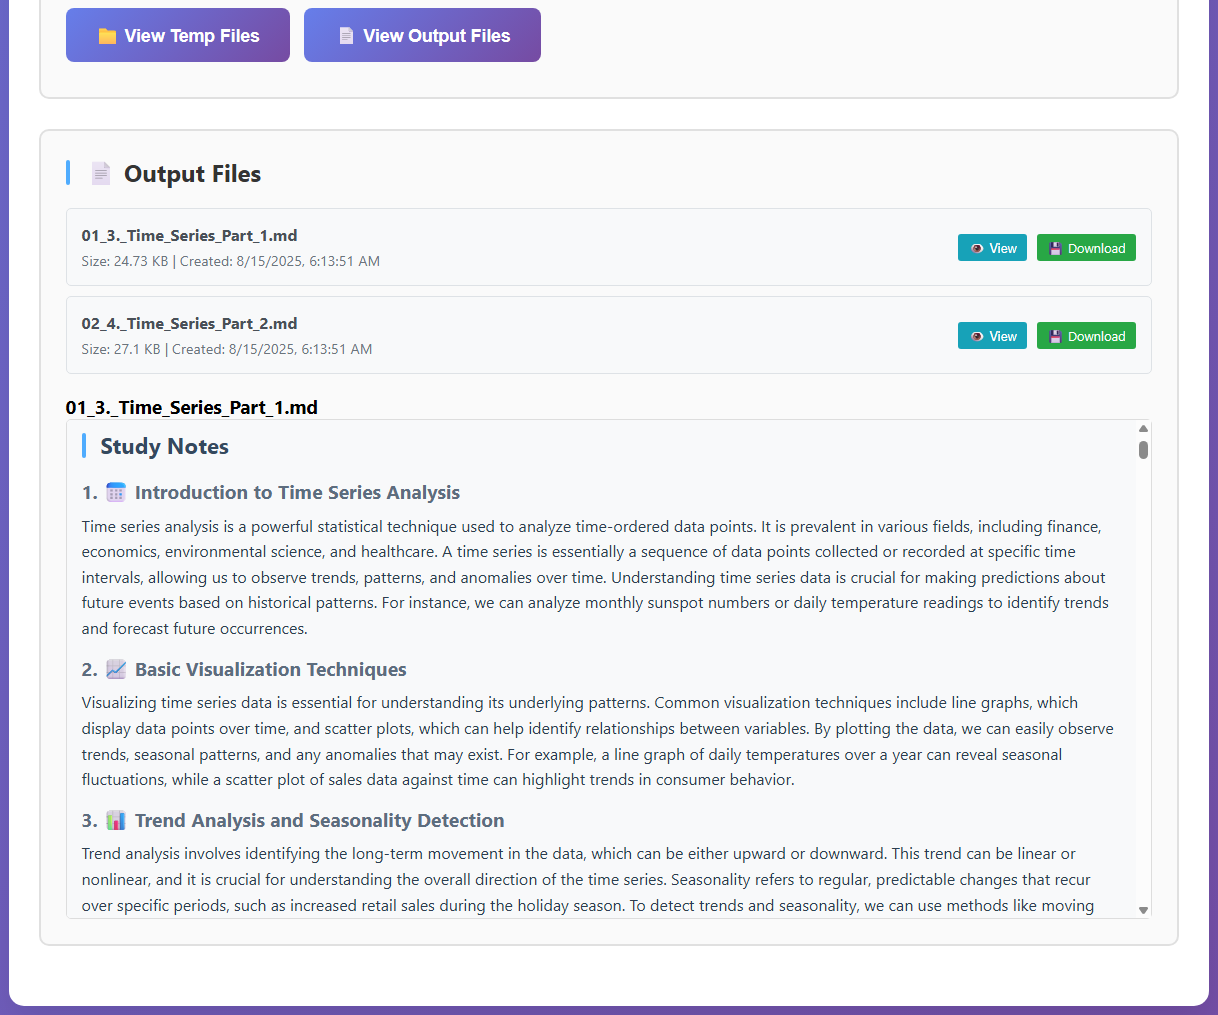 View Temp Files
View Output Files
Output Files
01_3._Time_Series_Part_1.md
Size: 24.73 KB | Created: 8/15/2025, 6:13:51 AM
View
Download
02_4._Time_Series_Part_2.md
Size: 27.1 KB | Created: 8/15/2025, 6:13:51 AM
View
Download
01_3._Time_Series_Part_1.md
Study Notes
1. Introduction to Time Series Analysis
Time series analysis is a powerful statistical technique used to analyze time-ordered data points. It is prevalent in various fields, including finance,
economics, environmental science, and healthcare. A time series is essentially a sequence of data points collected or recorded at specific time
intervals, allowing us to observe trends, patterns, and anomalies over time. Understanding time series data is crucial for making predictions about
future events based on historical patterns. For instance, we can analyze monthly sunspot numbers or daily temperature readings to identify trends
and forecast future occurrences.
2. Basic Visualization Techniques
Visualizing time series data is essential for understanding its underlying patterns. Common visualization techniques include line graphs, which
display data points over time, and scatter plots, which can help identify relationships between variables. By plotting the data, we can easily observe
trends, seasonal patterns, and any anomalies that may exist. For example, a line graph of daily temperatures over a year can reveal seasonal
fluctuations, while a scatter plot of sales data against time can highlight trends in consumer behavior.
3. Trend Analysis and Seasonality Detection
Trend analysis involves identifying the long-term movement in the data, which can be either upward or downward. This trend can be linear or
nonlinear, and it is crucial for understanding the overall direction of the time series. Seasonality refers to regular, predictable changes that recur
over specific periods, such as increased retail sales during the holiday season. To detect trends and seasonality, we can use methods like moving